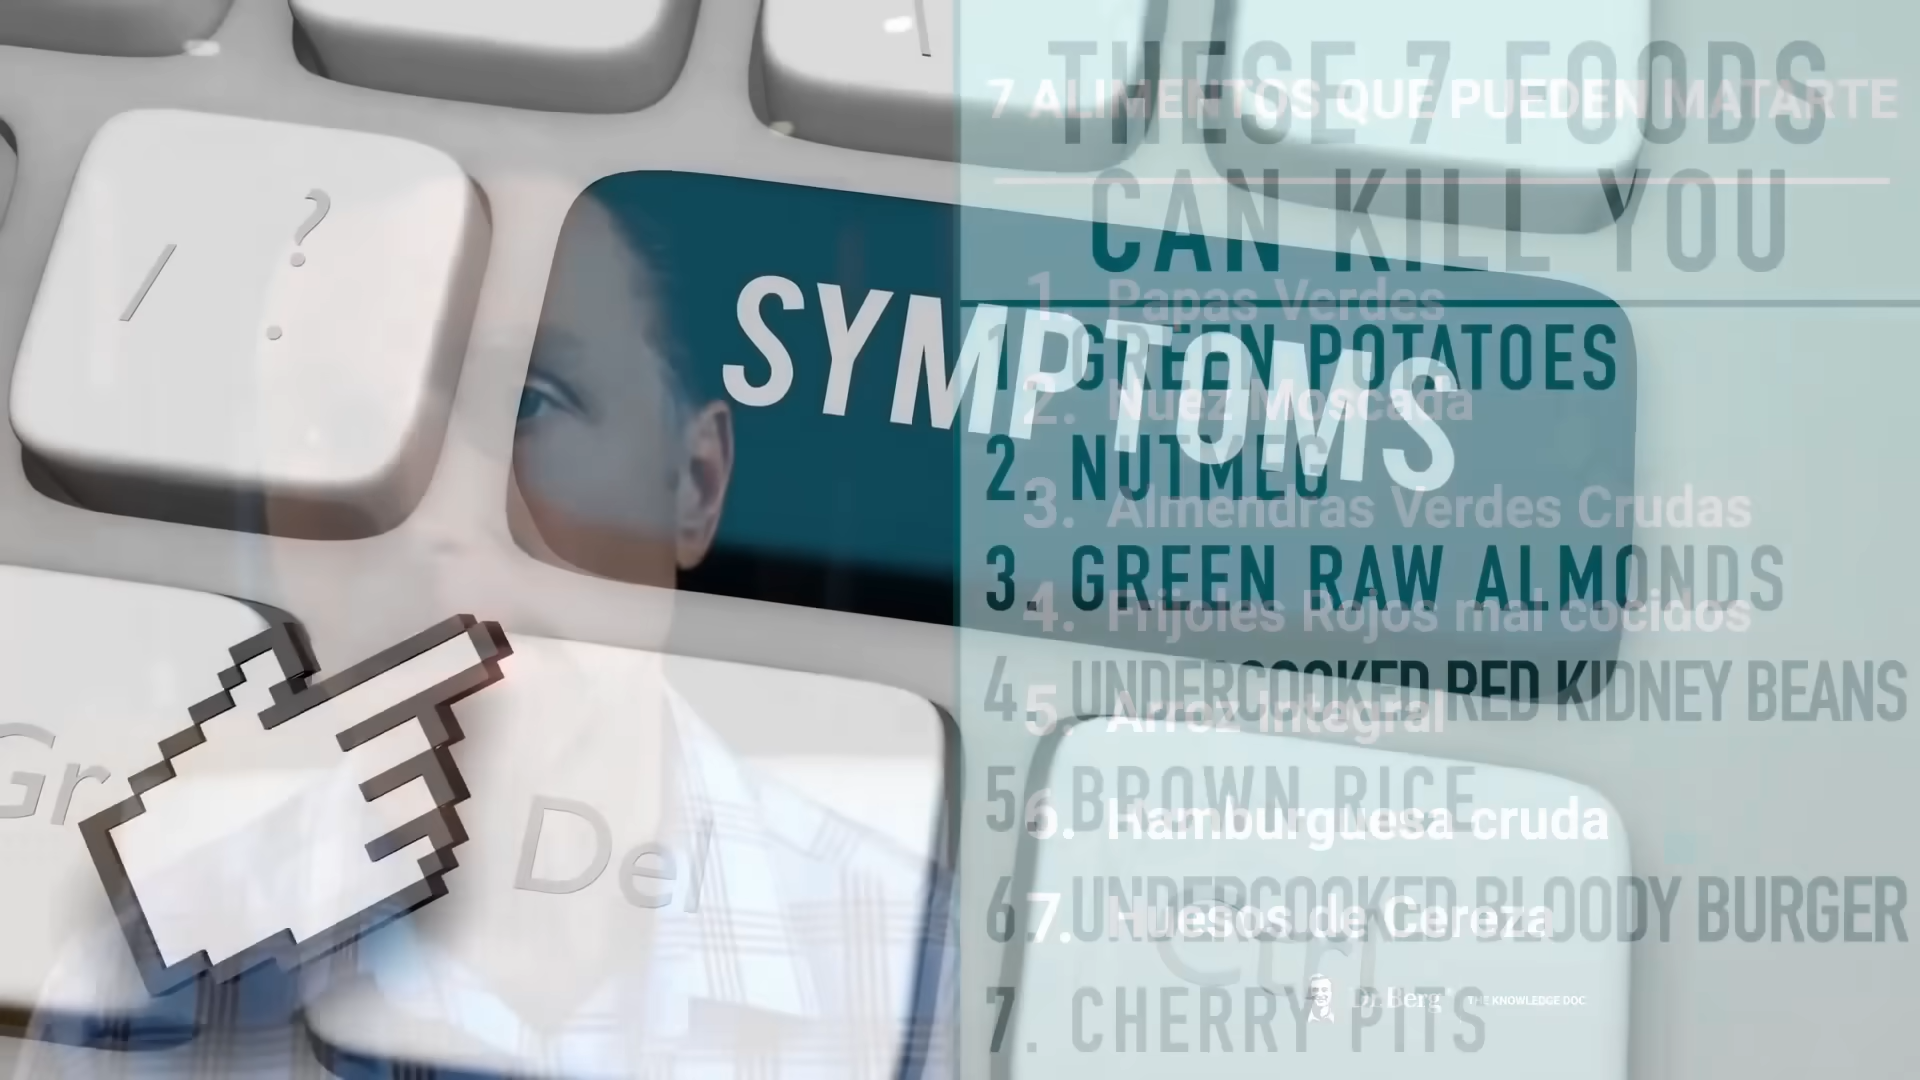 THESE 7 FOODS
CAN KILL YOU
1. GREEN POTATOES
2. NUTMEG
3. GREEN RAW ALMONDS
4. UNDERCOOKED RED KIDNEY BEANS
5. BROWN RICE
6. UNDERCOOKED BLOODY BURGER
7. CHERRY PITS
7 ALIMENTOS QUE PUEDEN MATARTE
1. Papas Verdes
2. Nuez Moscada
3. Almendras Verdes Crudas
4. Frijoles Rojos mal cocidos
5. Arroz Integral
6. Hamburguesa cruda
7. Huesos de Cereza
Dr. Berg THE KNOWLEDGE DOC
SYMPTOMS
?
/
Gr
Del
Ctrl